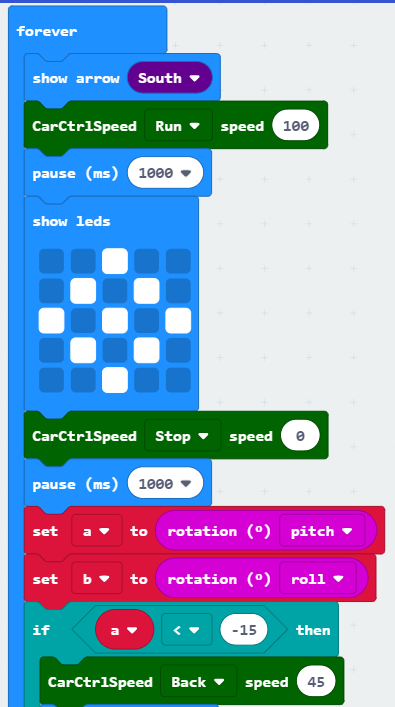 forever
show arrow South
CarCtrlSpeed Run speed 100
pause (ms) 1000
show leds
CarCtrlSpeed Stop speed 0
pause (ms) 1000
set a to rotation (º) pitch
set b to rotation (º) roll
if a < -15 then
CarCtrlSpeed Back speed 45